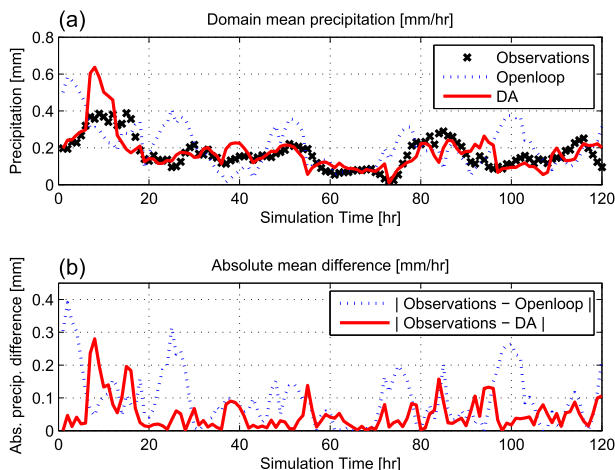 (a)
Domain mean precipitation [mm/hr]
Precipitation [mm]
0.8
0.6
0.4
0.2
0
Observations
Openloop
DA
0 20 40 60 80 100 120
Simulation Time [hr]
(b)
Absolute mean difference [mm/hr]
Abs. precip. difference [mm]
0.4
0.3
0.2
0.1
0
| Observations − Openloop |
| Observations − DA |
0 20 40 60 80 100 120
Simulation Time [hr]